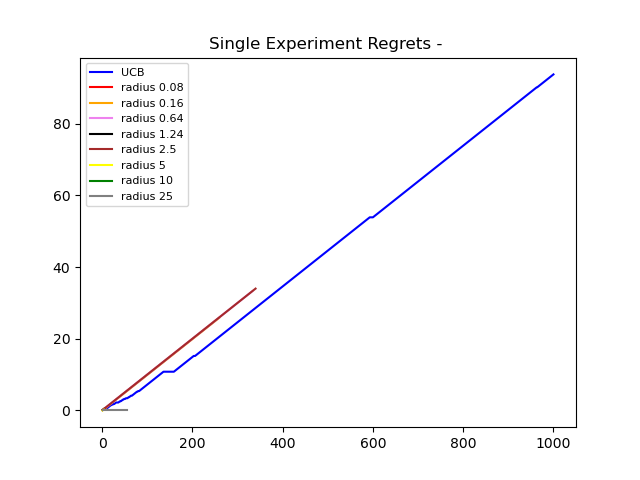 Single Experiment Regrets -
UCB
radius 0.08
radius 0.16
radius 0.64
radius 1.24
radius 2.5
radius 5
radius 10
radius 25
80
60
40
20
0
0 200 400 600 800 1000